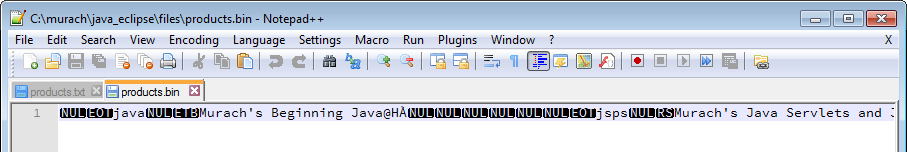 C:\murach\java_eclipse\files\products.bin - Notepad++
File Edit Search View Encoding Language Settings Macro Run Plugins Window ? X
products.txt products.bin
1 NULEOTjavaNULETBMurach's Beginning Java@HÀNULNULNULNULNULNULEOTjspsNULRSMurach's Java Servlets and J